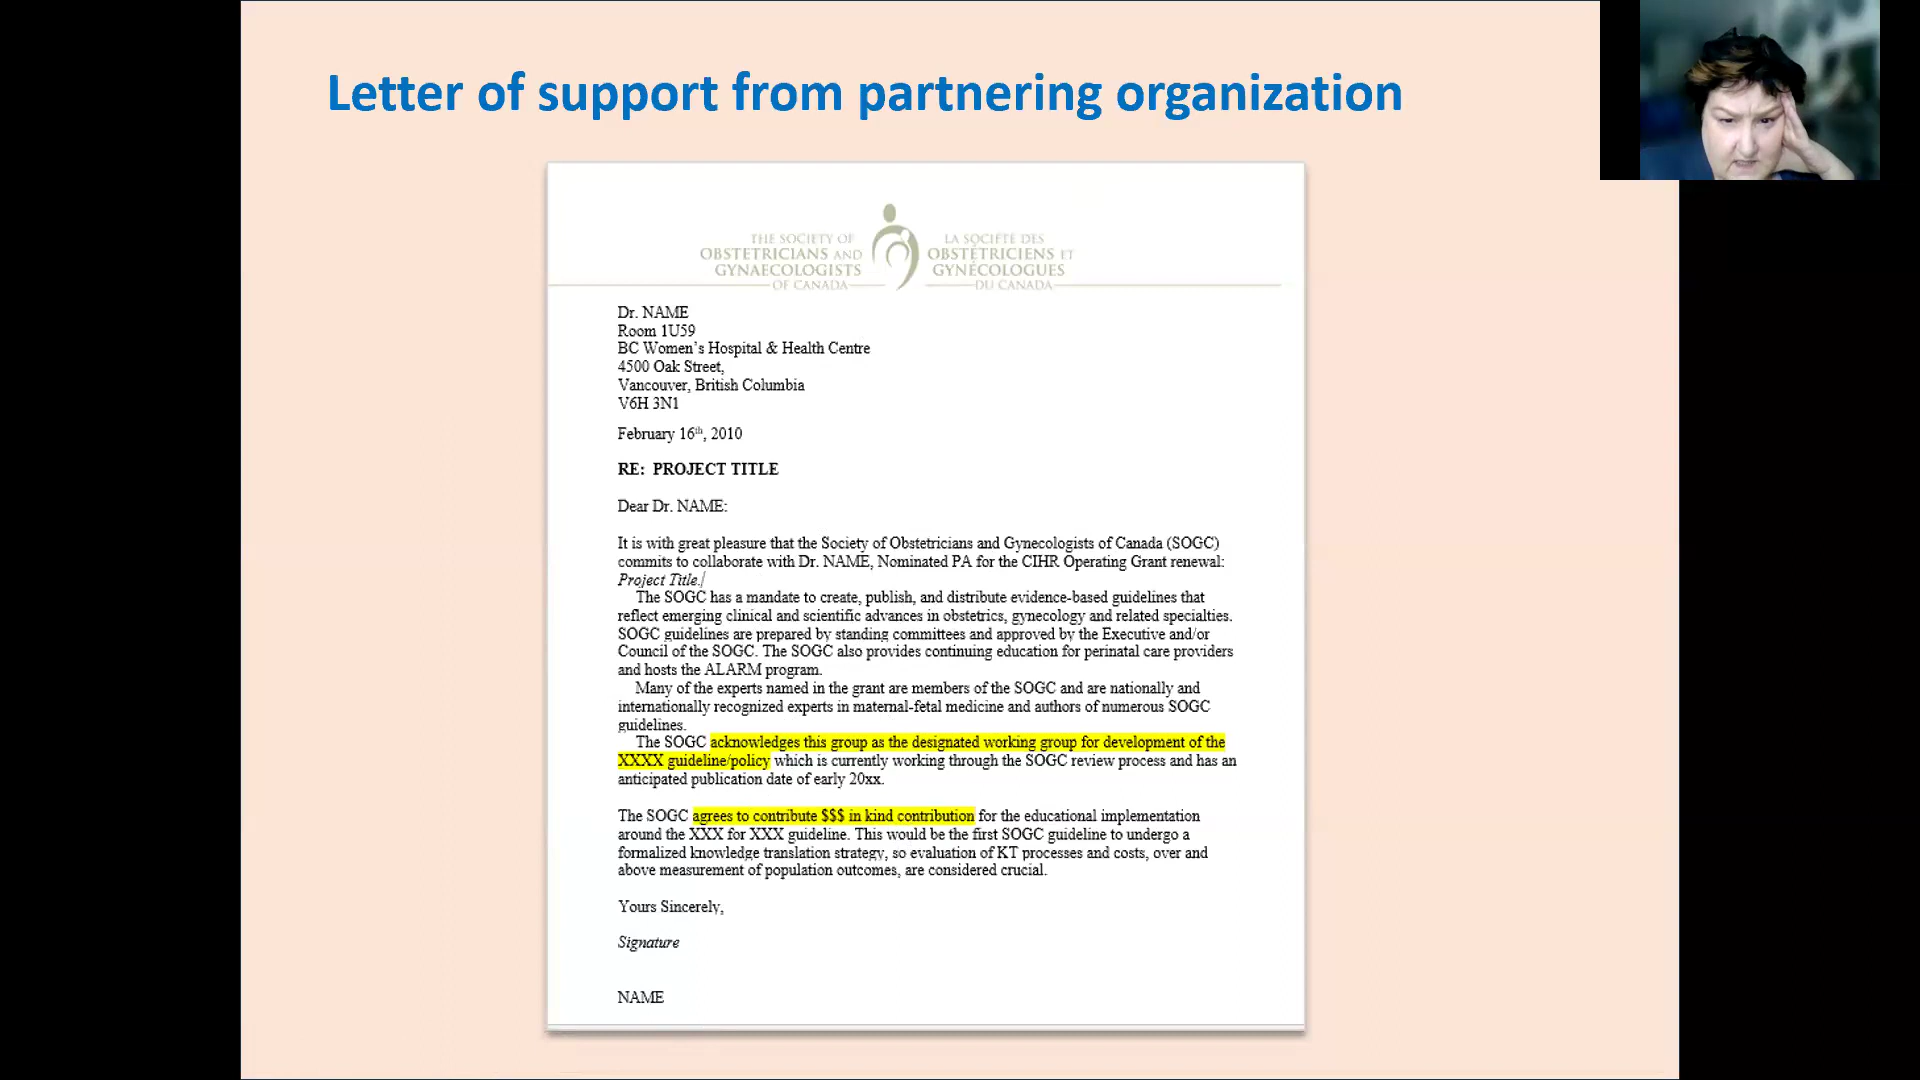 Letter of support from partnering organization
THE SOCIETY OF
OBSTETRICIANS AND
GYNAECOLOGISTS
OF CANADA
LA SOCIÉTÉ DES
OBSTÉTRICIENS ET
GYNÉCOLOGUES
DU CANADA
Dr. NAME
Room 1U59
BC Women's Hospital & Health Centre
4500 Oak Street,
Vancouver, British Columbia
V6H 3N1
February 16th, 2010
RE: PROJECT TITLE
Dear Dr. NAME:
It is with great pleasure that the Society of Obstetricians and Gynecologists of Canada (SOGC)
commits to collaborate with Dr. NAME, Nominated PA for the CIHR Operating Grant renewal:
Project Title.
The SOGC has a mandate to create, publish, and distribute evidence-based guidelines that
reflect emerging clinical and scientific advances in obstetrics, gynecology and related specialties.
SOGC guidelines are prepared by standing committees and approved by the Executive and/or
Council of the SOGC. The SOGC also provides continuing education for perinatal care providers
and hosts the ALARM program.
Many of the experts named in the grant are members of the SOGC and are nationally and
internationally recognized experts in maternal-fetal medicine and authors of numerous SOGC
guidelines.
The SOGC acknowledges this group as the designated working group for development of the
XXXX guideline/policy which is currently working through the SOGC review process and has an
anticipated publication date of early 20xx.
The SOGC agrees to contribute $$$ in kind contribution for the educational implementation
around the XXX for XXX guideline. This would be the first SOGC guideline to undergo a
formalized knowledge translation strategy, so evaluation of KT processes and costs, over and
above measurement of population outcomes, are considered crucial.
Yours Sincerely,
Signature
NAME